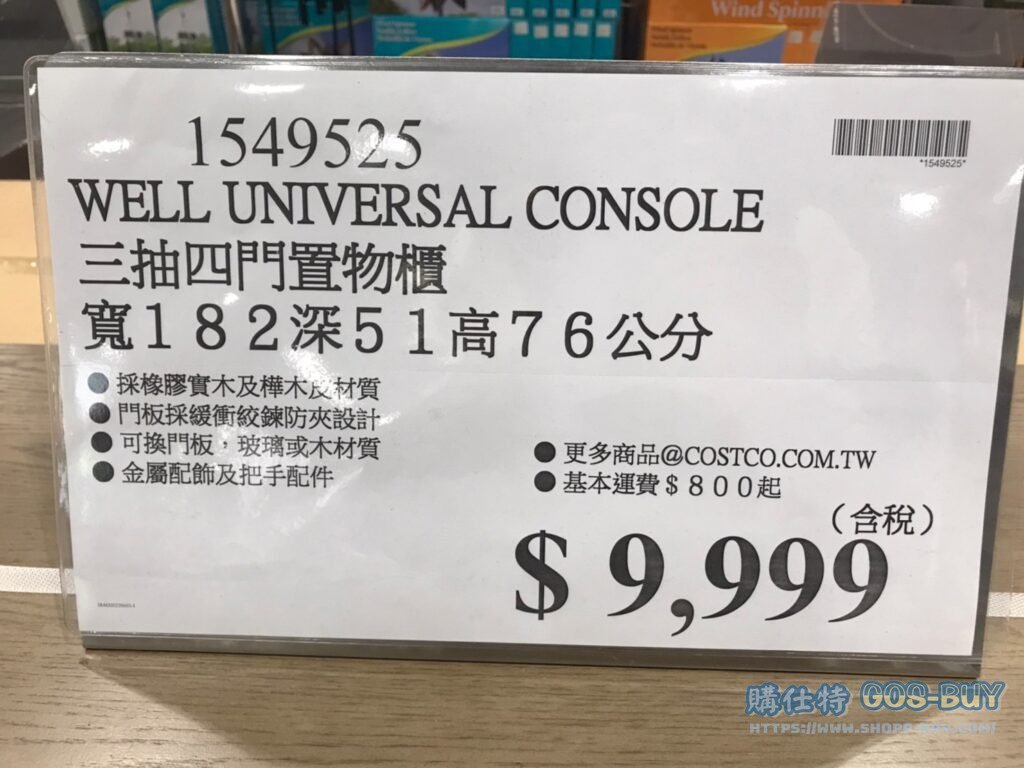 Wind Spinn
1549525
*1549525*
WELL UNIVERSAL CONSOLE
三抽四門置物櫃
寬182深51高76公分
●採橡膠實木及樺木皮材質
●門板採緩衝絞鍊防夾設計
●可換門板，玻璃或木材質
●金屬配飾及把手配件
●更多商品@COSTCO.COM.TW
●基本運費$800起
（含稅）
$ 9,999
購仕特 GOS-BUY